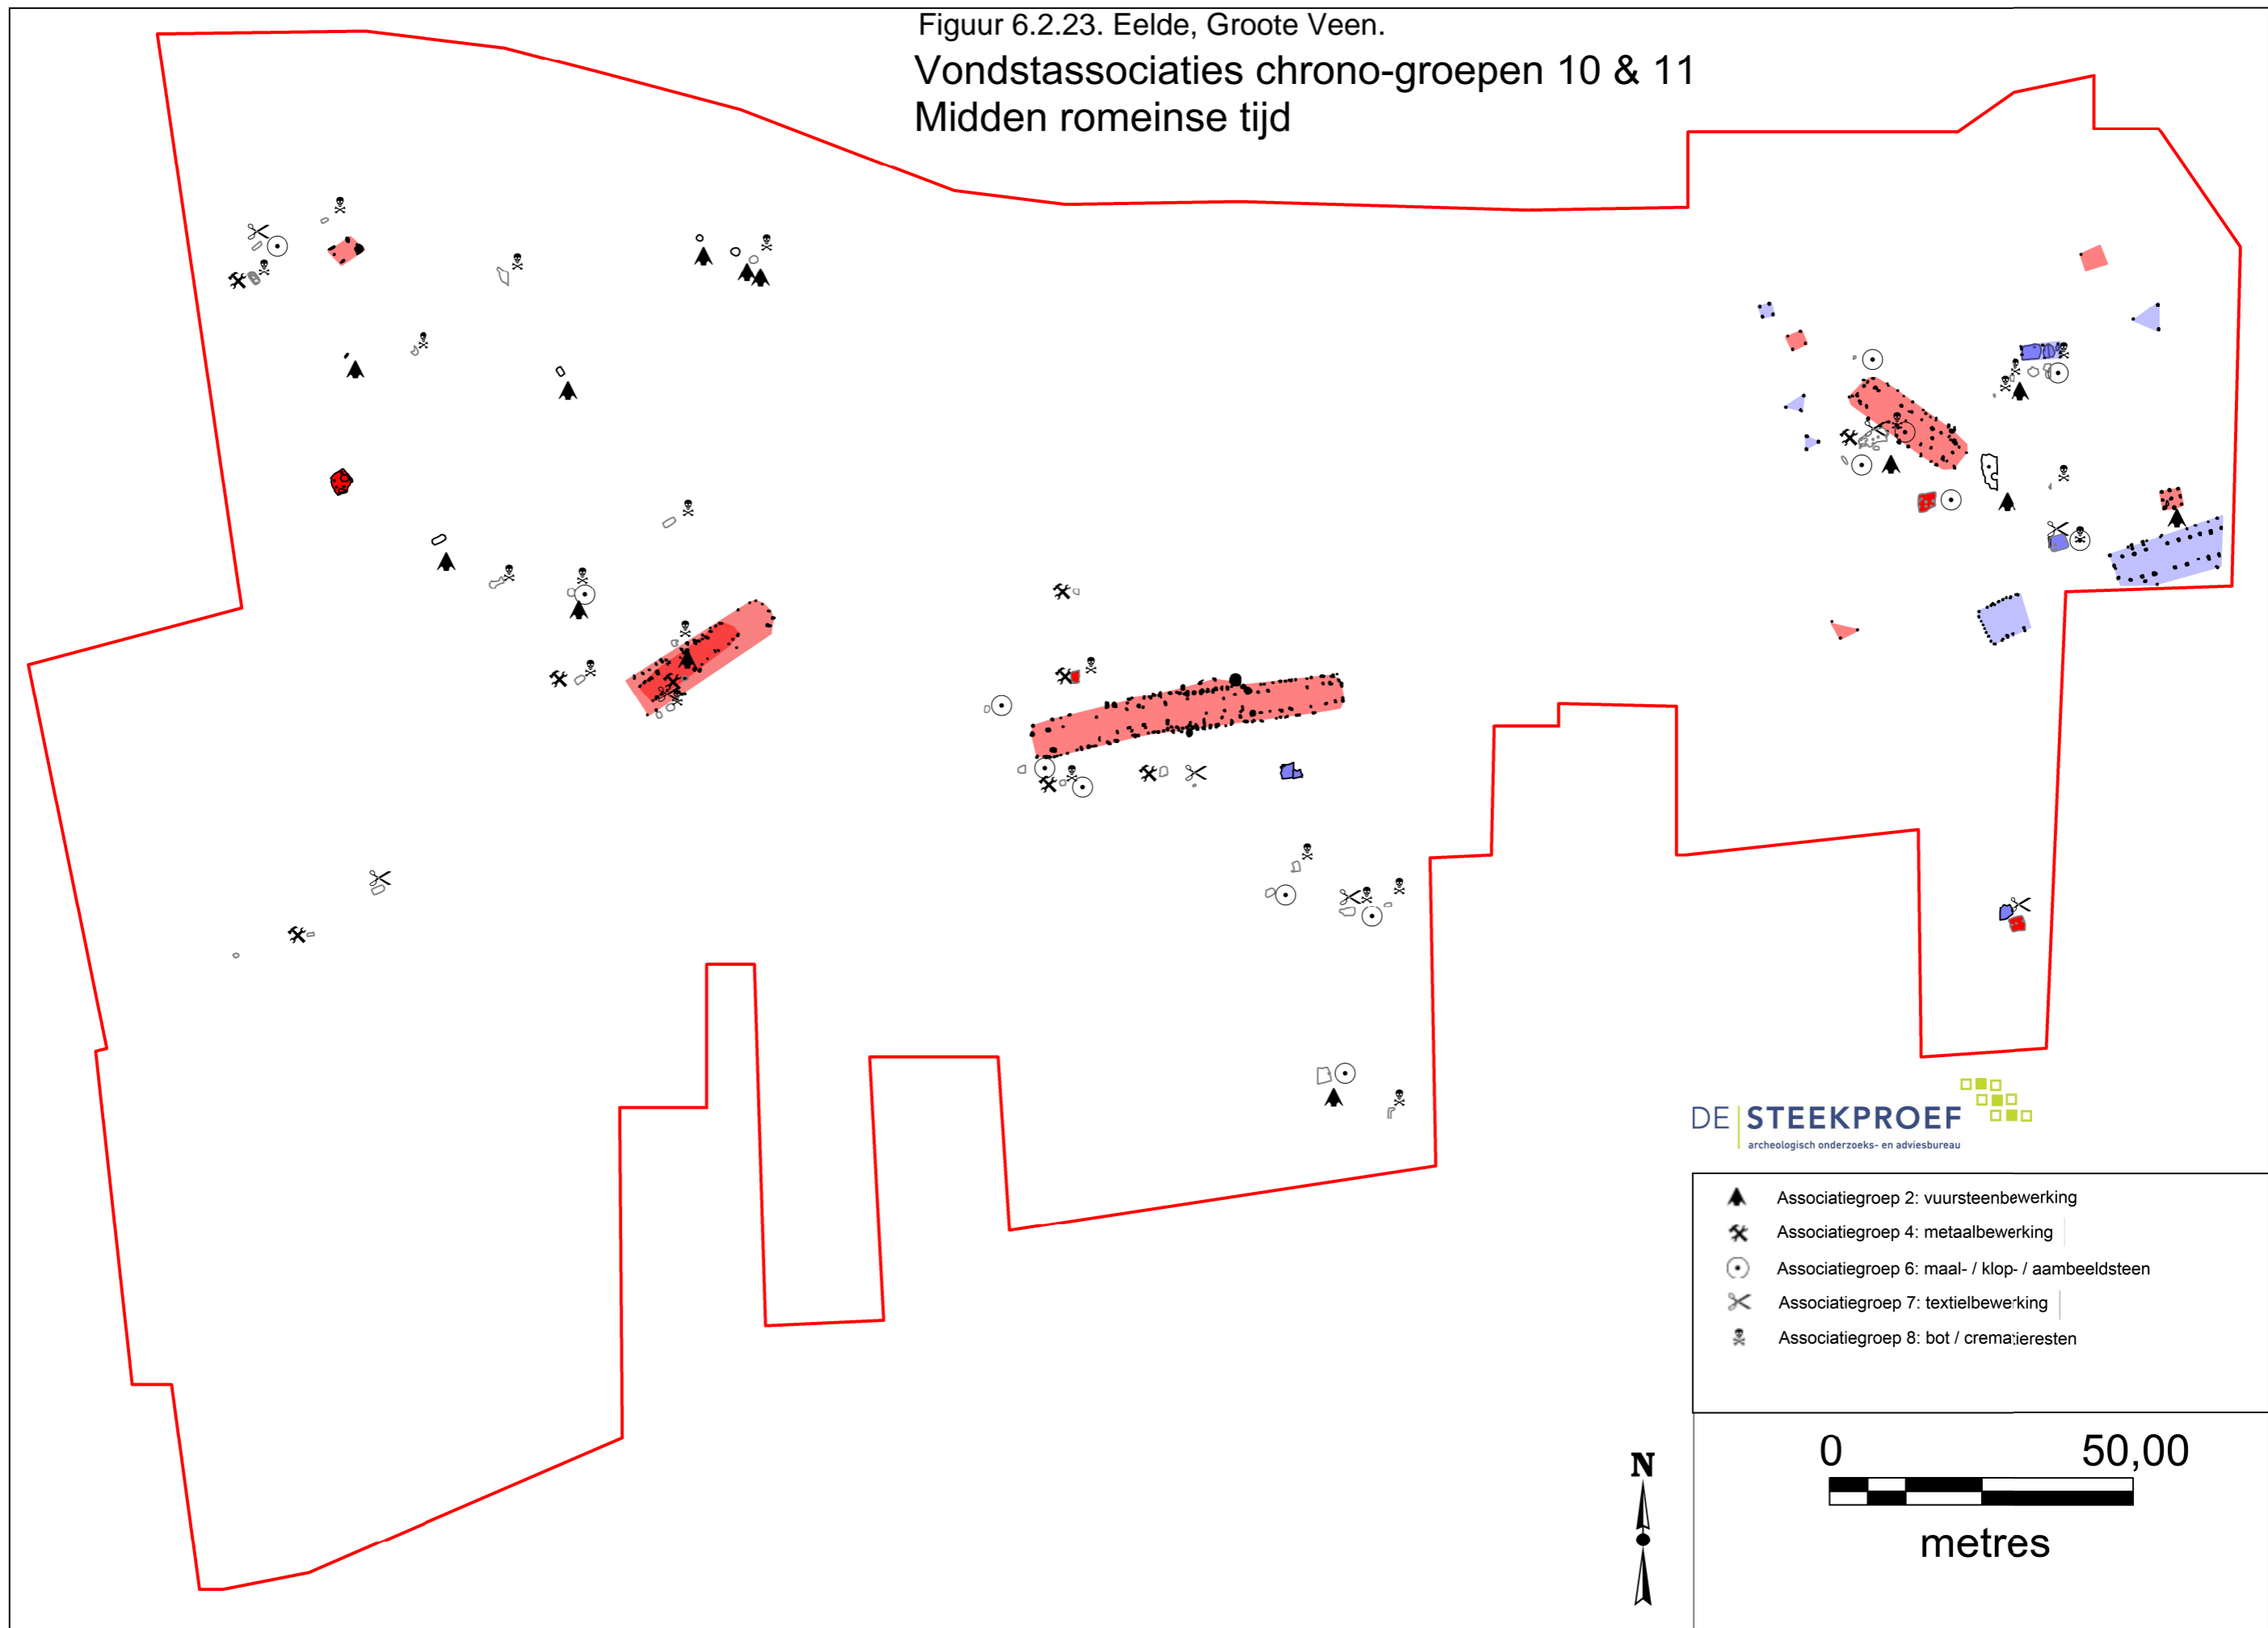 Figuur 6.2.23. Eelde, Groote Veen.
Vondstassociaties chrono-groepen 10 & 11
Midden romeinse tijd
DE STEEKPROEF
archeologisch onderzoeks- en adviesbureau
Associatiegroep 2: vuursteenbewerking
Associatiegroep 4: metaalbewerking
Associatiegroep 6: maal- / klop- / aambeeldsteen
Associatiegroep 7: textielbewerking
Associatiegroep 8: bot / crematieresten
N
0 50,00
metres